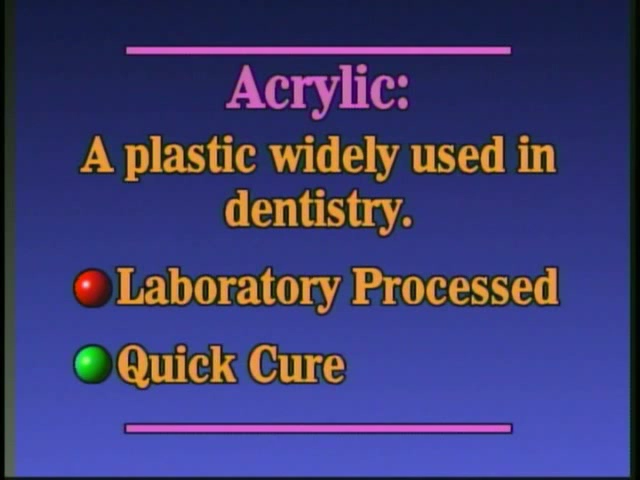 Acrylic:
A plastic widely used in
dentistry.
Laboratory Processed
Quick Cure